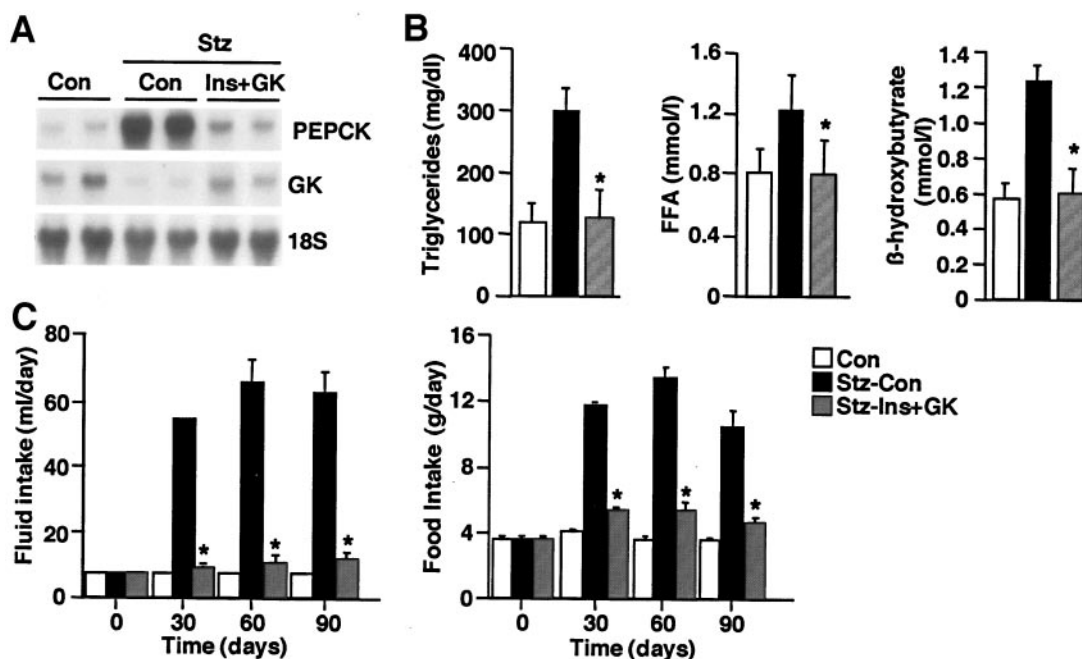 A
Stz
Con Con Ins+GK
PEPCK
GK
18S
B
Triglycerides (mg/dl)
400
300
200
100
0
FFA (mmol/l)
1.6
1.2
0.8
0.4
0
*
ß-hydroxybutyrate
(mmol/l)
1.4
1.2
1.0
0.8
0.6
0.4
0.2
0
*
*
C
Fluid intake (ml/day)
80
60
40
20
0
* * *
0 30 60 90
Time (days)
Food Intake (g/day)
16
12
8
4
0
* * *
0 30 60 90
Time (days)
Con
Stz-Con
Stz-Ins+GK